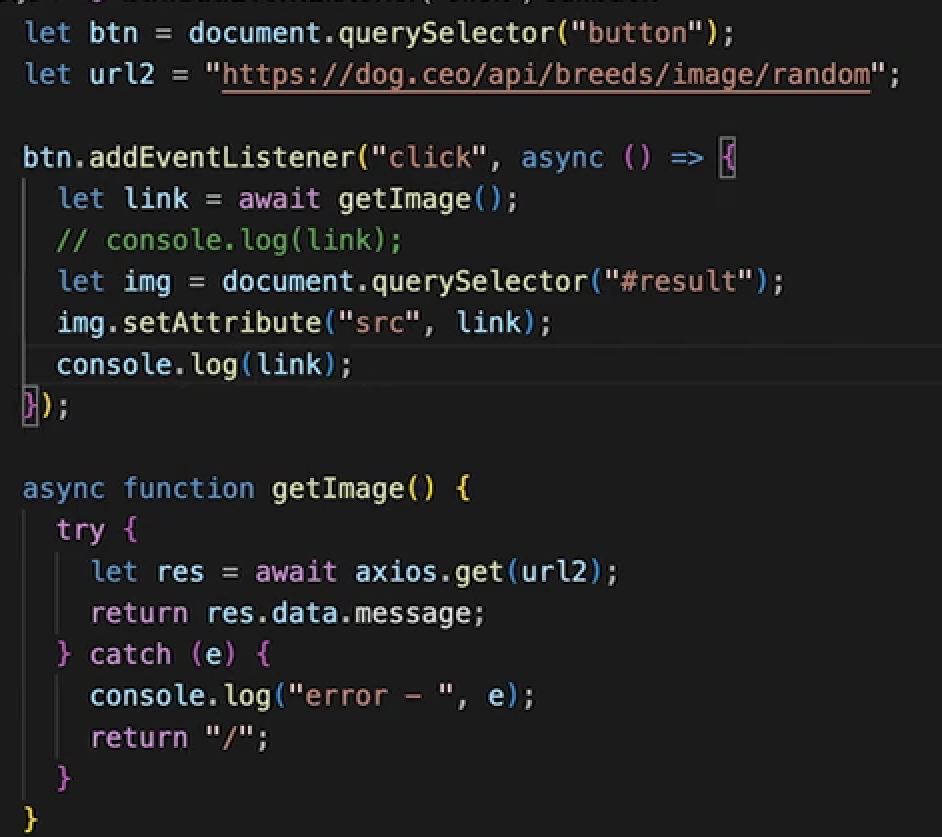 let btn = document.querySelector("button");
let url2 = "https://dog.ceo/api/breeds/image/random";
btn.addEventListener("click", async () => {
let link = await getImage();
// console.log(link);
let img = document.querySelector("#result");
img.setAttribute("src", link);
console.log(link);
});
async function getImage() {
try {
let res = await axios.get(url2);
return res.data.message;
} catch (e) {
console.log("error – ", e);
return "/";
}
}